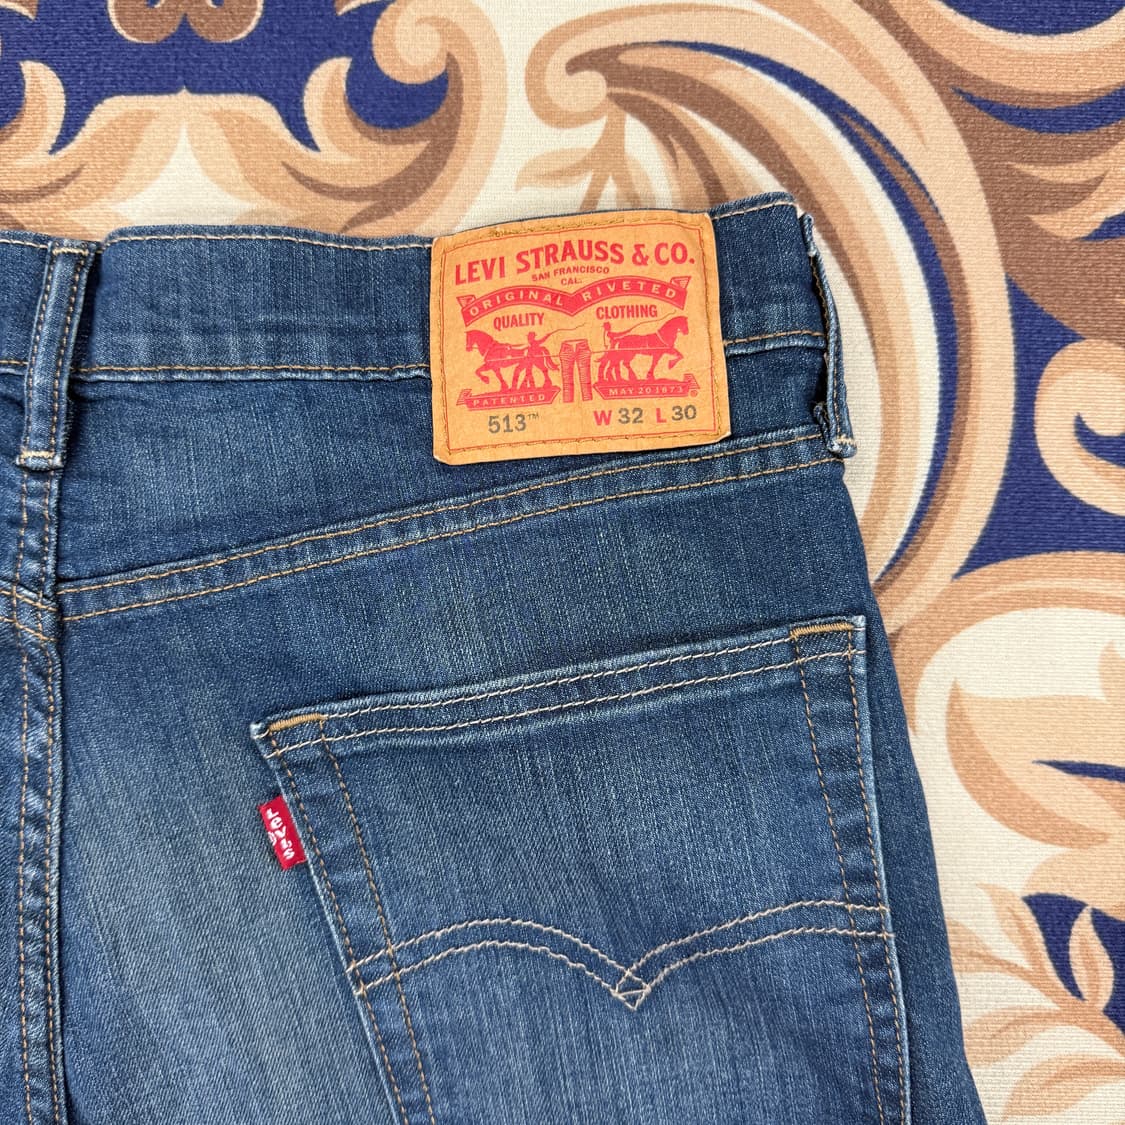 LEVI STRAUSS & CO.
SAN FRANCISCO
CAL.
ORIGINAL RIVETED
QUALITY CLOTHING
PATENTED MAY 20 1873 ®
513™ W 32 L 30
Levi's